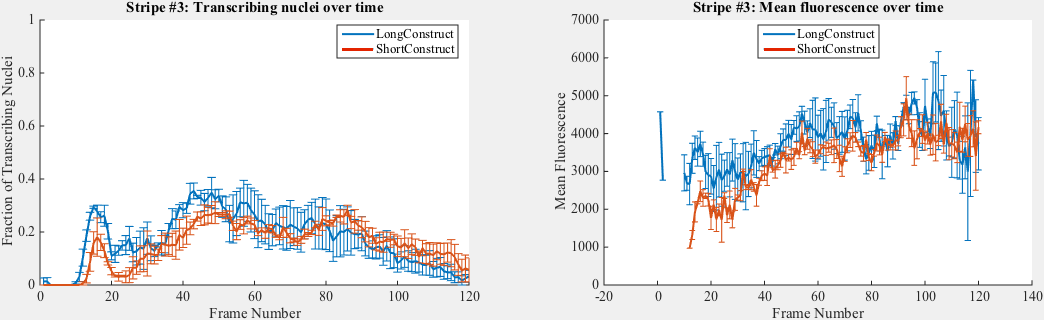 Stripe #3: Transcribing nuclei over time
LongConstruct
ShortConstruct
Fraction of Transcribing Nuclei
1
0.8
0.6
0.4
0.2
0
0 20 40 60 80 100 120
Frame Number
Stripe #3: Mean fluorescence over time
LongConstruct
ShortConstruct
Mean Fluorescence
7000
6000
5000
4000
3000
2000
1000
0
-20 0 20 40 60 80 100 120 140
Frame Number